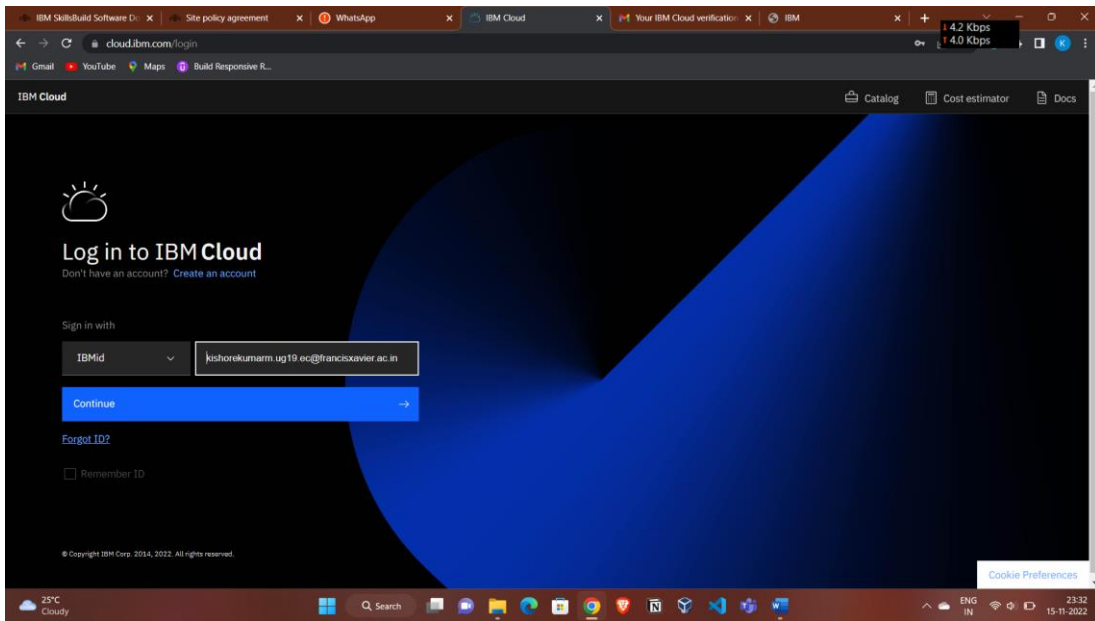 IBM SkillsBuild Software De
Site policy agreement
WhatsApp
IBM Cloud
Your IBM Cloud verification
IBM
4.2 Kbps
4.0 Kbps
cloud.ibm.com/login
K
Gmail
YouTube
Maps
Build Responsive R...
IBM Cloud
Catalog
Cost estimator
Docs
Log in to IBM Cloud
Don't have an account? Create an account
Sign in with
IBMid
kishorekumarm.ug19.ec@francisxavier.ac.in
Continue
Forgot ID?
Remember ID
© Copyright IBM Corp. 2014, 2022. All rights reserved.
Cookie Preferences
25°C
Cloudy
Search
ENG
IN
23:32
15-11-2022